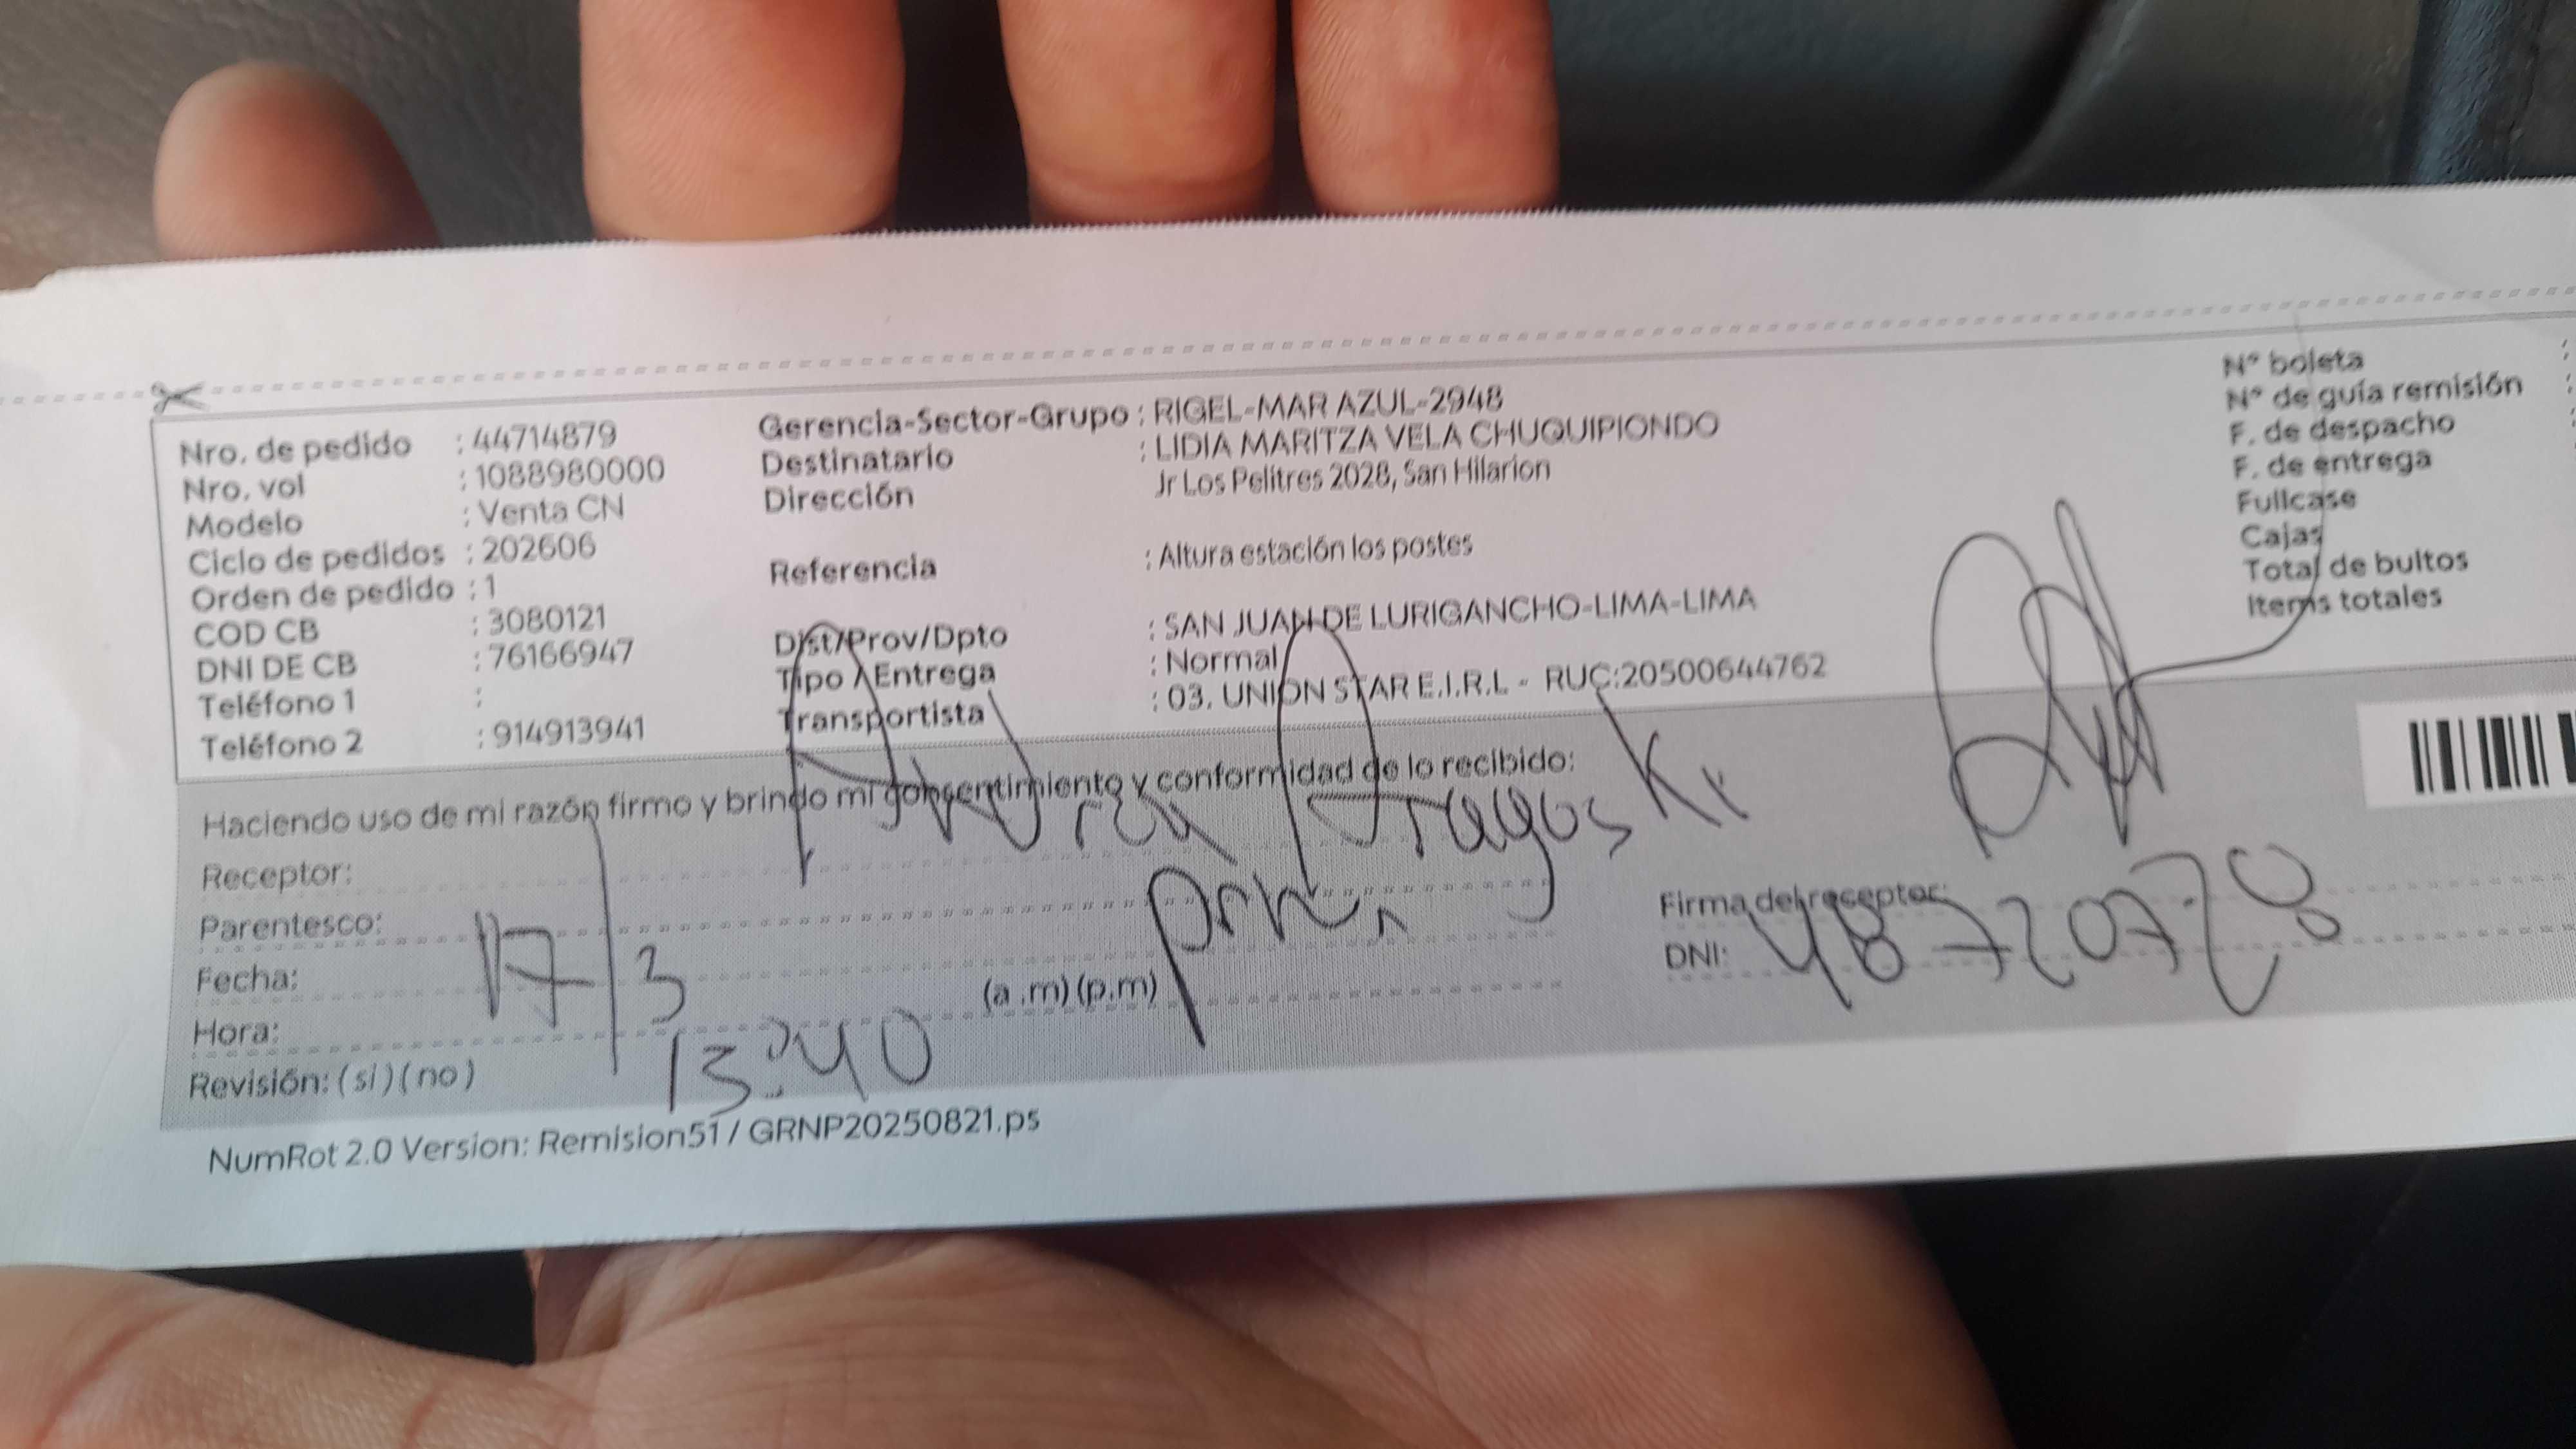 Nro. de pedido : 44714879
Nro. vol : 1088980000
Modelo : Venta CN
Ciclo de pedidos : 202606
Orden de pedido : 1
COD CB : 3080121
DNI DE CB : 76166947
Teléfono 1 :
Teléfono 2 : 914913941
Gerencia-Sector-Grupo : RIGEL-MAR AZUL-2948
Destinatario : LIDIA MARITZA VELA CHUQUIPIONDO
Dirección Jr Los Pelitres 2028, San Hilarion
Referencia : Altura estación los postes
Dist/Prov/Dpto : SAN JUAN DE LURIGANCHO-LIMA-LIMA
Tipo / Entrega : Normal
Transportista : 03. UNION STAR E.I.R.L - RUC:20500644762
Nº boleta :
Nº de guía remisión :
F. de despacho
F. de entrega
Fullcase
Cajas
Total de bultos
Items totales
Haciendo uso de mi razón firmo y brindo mi consentimiento y conformidad de lo recibido:
Receptor:
Parentesco:
Fecha: 17/3
Hora: 13:40 (a.m) (p.m)
Revisión: (si) (no)
Firma del receptor:
DNI: 48720728
NumRot 2.0 Version: Remision51 / GRNP20250821.ps